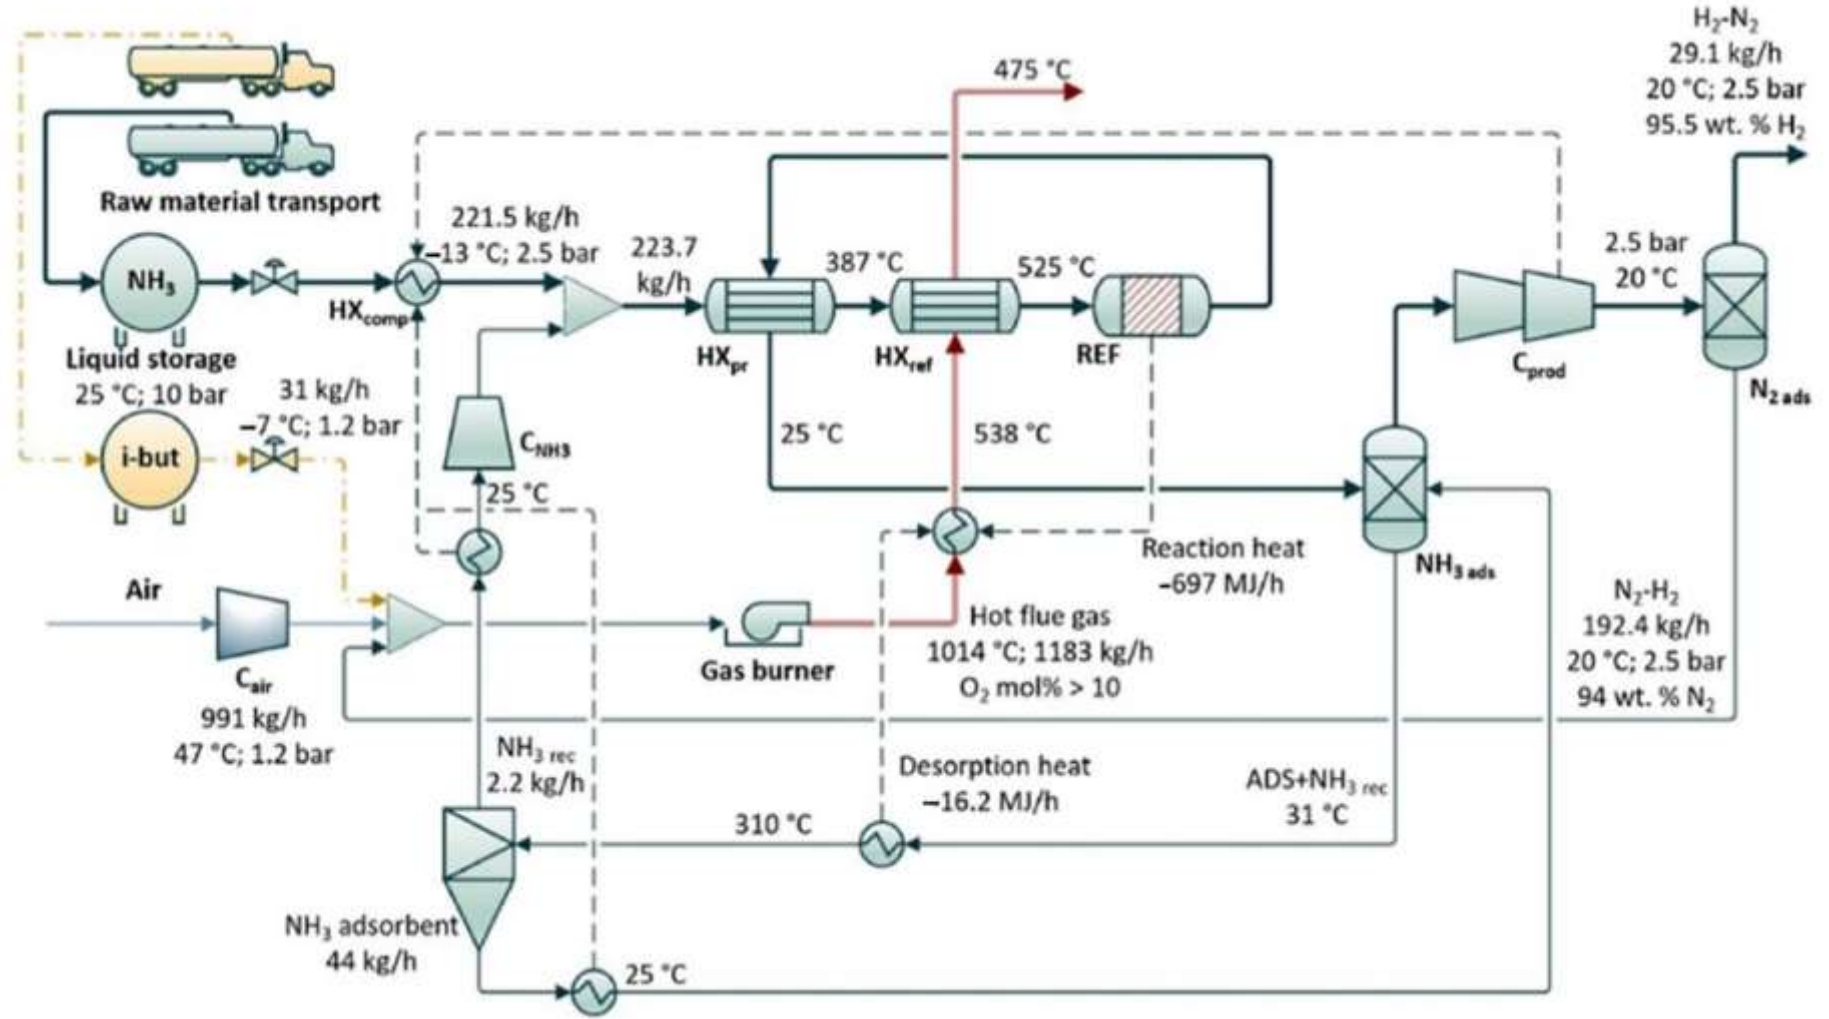 H₂-N₂
29.1 kg/h
20 °C; 2.5 bar
95.5 wt. % H₂
475 °C
Raw material transport
221.5 kg/h
–13 °C; 2.5 bar
223.7
kg/h
387 °C
525 °C
2.5 bar
20 °C
NH₃
HXcomp
HXpr
HXref
REF
Cprod
N₂ ads
Liquid storage
25 °C; 10 bar
31 kg/h
–7 °C; 1.2 bar
i-but
CNH3
25 °C
25 °C
538 °C
Reaction heat
–697 MJ/h
NH₃ ads
Air
Cair
991 kg/h
47 °C; 1.2 bar
Gas burner
Hot flue gas
1014 °C; 1183 kg/h
O₂ mol% > 10
N₂-H₂
192.4 kg/h
20 °C; 2.5 bar
94 wt. % N₂
NH₃ rec
2.2 kg/h
Desorption heat
–16.2 MJ/h
ADS+NH₃ rec
31 °C
310 °C
NH₃ adsorbent
44 kg/h
25 °C